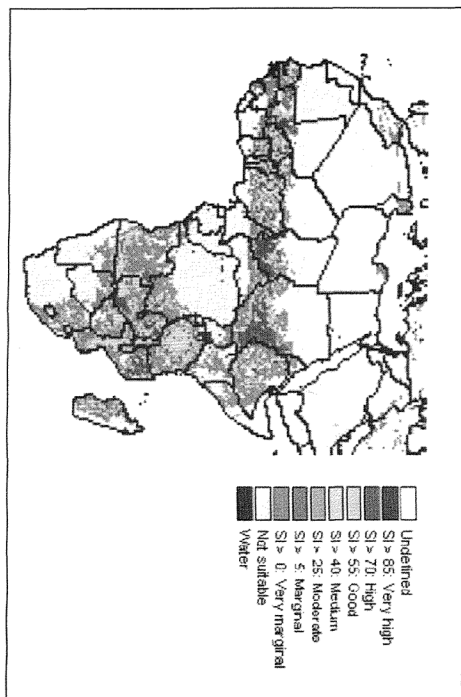 Undefined
SI > 85: Very high
SI > 70: High
SI > 55: Good
SI > 40: Medium
SI > 25: Moderate
SI > 5: Marginal
SI > 0: Very marginal
Not suitable
Water